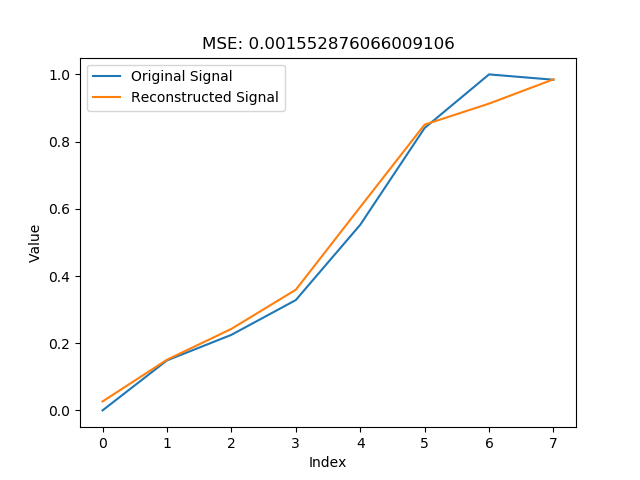 MSE: 0.001552876066009106
Original Signal
Reconstructed Signal
1.0
0.8
0.6
0.4
0.2
0.0
Value
0 1 2 3 4 5 6 7
Index